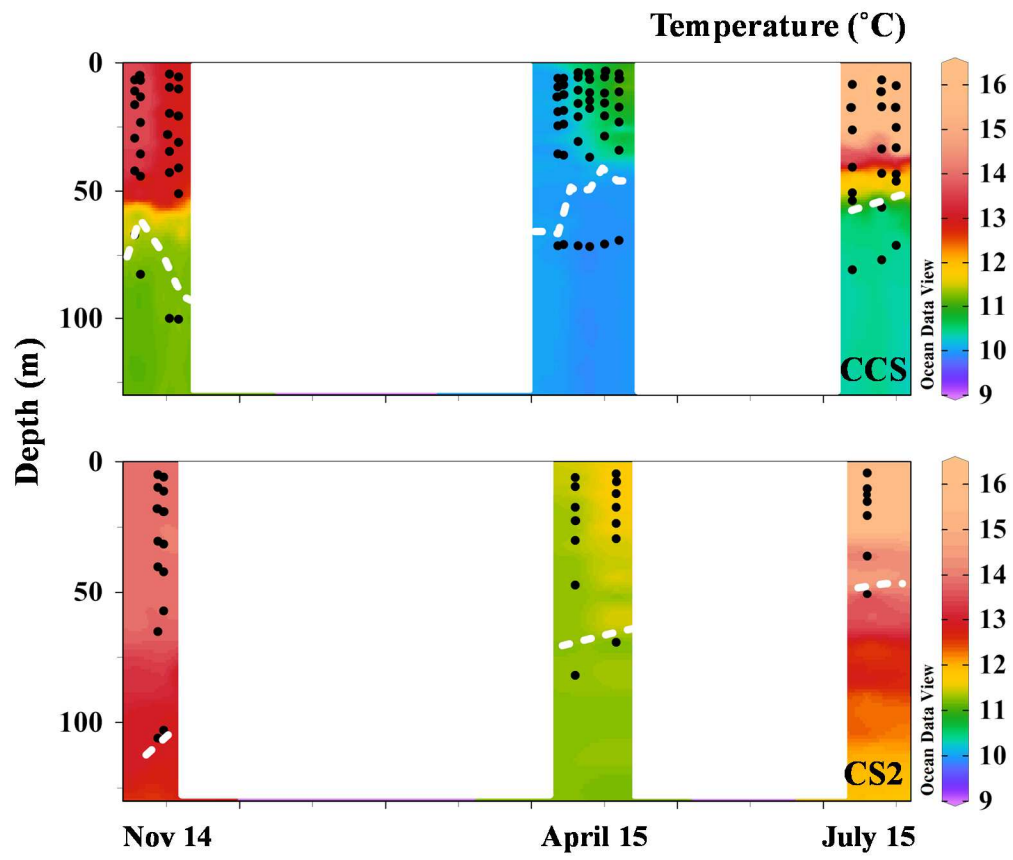 Temperature (˚C)
0
50
100
CCS
Ocean Data View
16
15
14
13
12
11
10
9
Depth (m)
0
50
100
CS2
Ocean Data View
16
15
14
13
12
11
10
9
Nov 14
April 15
July 15